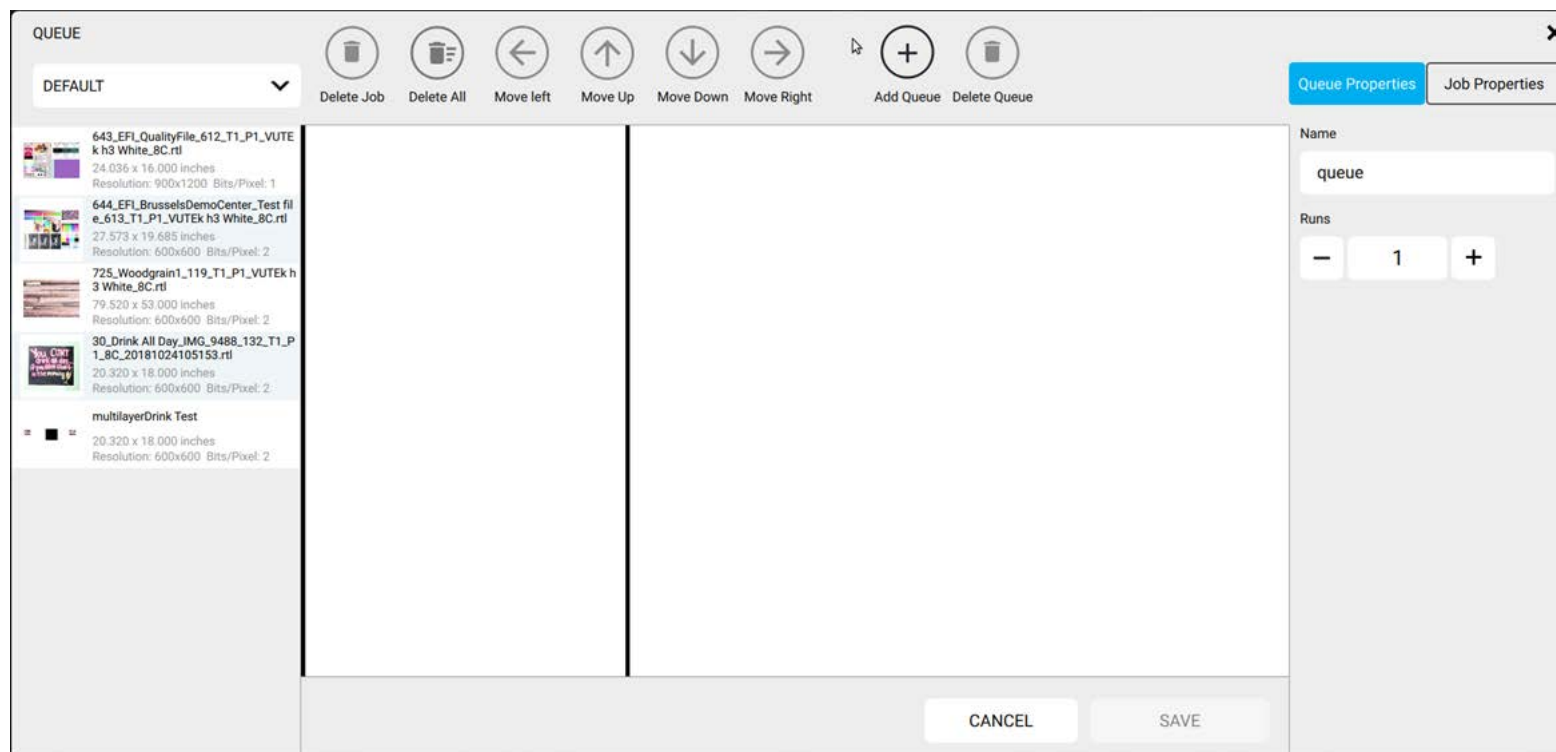 QUEUE
DEFAULT
Delete Job
Delete All
Move left
Move Up
Move Down
Move Right
Add Queue
Delete Queue
Queue Properties
Job Properties
643_EFI_QualityFile_612_T1_P1_VUTE
k h3 White_8C.rtl
24.036 x 16.000 inches
Resolution: 900x1200 Bits/Pixel: 1
644_EFI_BrusselsDemoCenter_Test fil
e_613_T1_P1_VUTEk h3 White_8C.rtl
27.573 x 19.685 inches
Resolution: 600x600 Bits/Pixel: 2
725_Woodgrain1_119_T1_P1_VUTEk h
3 White_8C.rtl
79.520 x 53.000 inches
Resolution: 600x600 Bits/Pixel: 2
30_Drink All Day_IMG_9488_132_T1_P
1_8C_20181024105153.rtl
20.320 x 18.000 inches
Resolution: 600x600 Bits/Pixel: 2
multilayerDrink Test
20.320 x 18.000 inches
Resolution: 600x600 Bits/Pixel: 2
Name
queue
Runs
1
CANCEL
SAVE